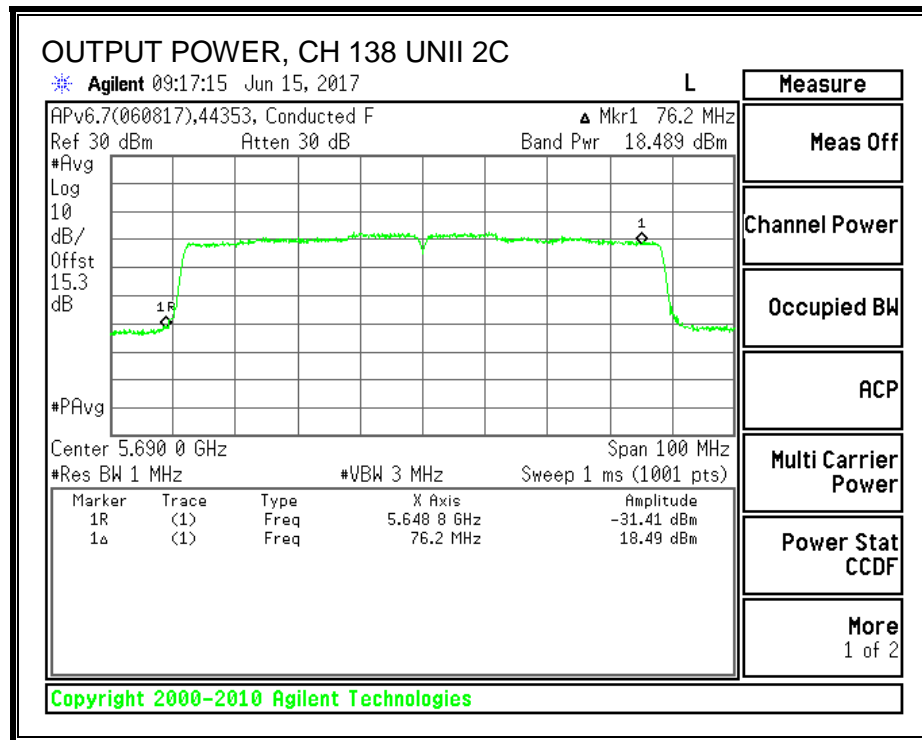 OUTPUT POWER, CH 138 UNII 2C
Agilent 09:17:15 Jun 15, 2017 L
Measure
APv6.7(060817),44353, Conducted F
Δ Mkr1 76.2 MHz
Ref 30 dBm Atten 30 dB Band Pwr 18.489 dBm
Meas Off
#Avg
Log
10
dB/
Offst
15.3
dB
1
1R
#PAvg
Channel Power
Occupied BW
ACP
Center 5.690 0 GHz Span 100 MHz
#Res BW 1 MHz #VBW 3 MHz Sweep 1 ms (1001 pts)
Multi Carrier
Power
Marker Trace Type X Axis Amplitude
1R (1) Freq 5.648 8 GHz -31.41 dBm
1Δ (1) Freq 76.2 MHz 18.49 dBm
Power Stat
CCDF
More
1 of 2
Copyright 2000-2010 Agilent Technologies